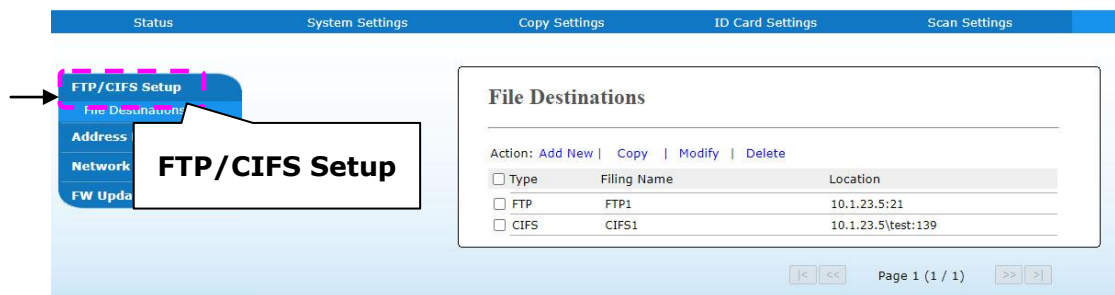 Status System Settings Copy Settings ID Card Settings Scan Settings
FTP/CIFS Setup
File Destinations
Address
Network
FW Upda
FTP/CIFS Setup
File Destinations
Action: Add New | Copy | Modify | Delete
Type Filing Name Location
FTP FTP1 10.1.23.5:21
CIFS CIFS1 10.1.23.5\test:139
|< << Page 1 (1 / 1) >> >|